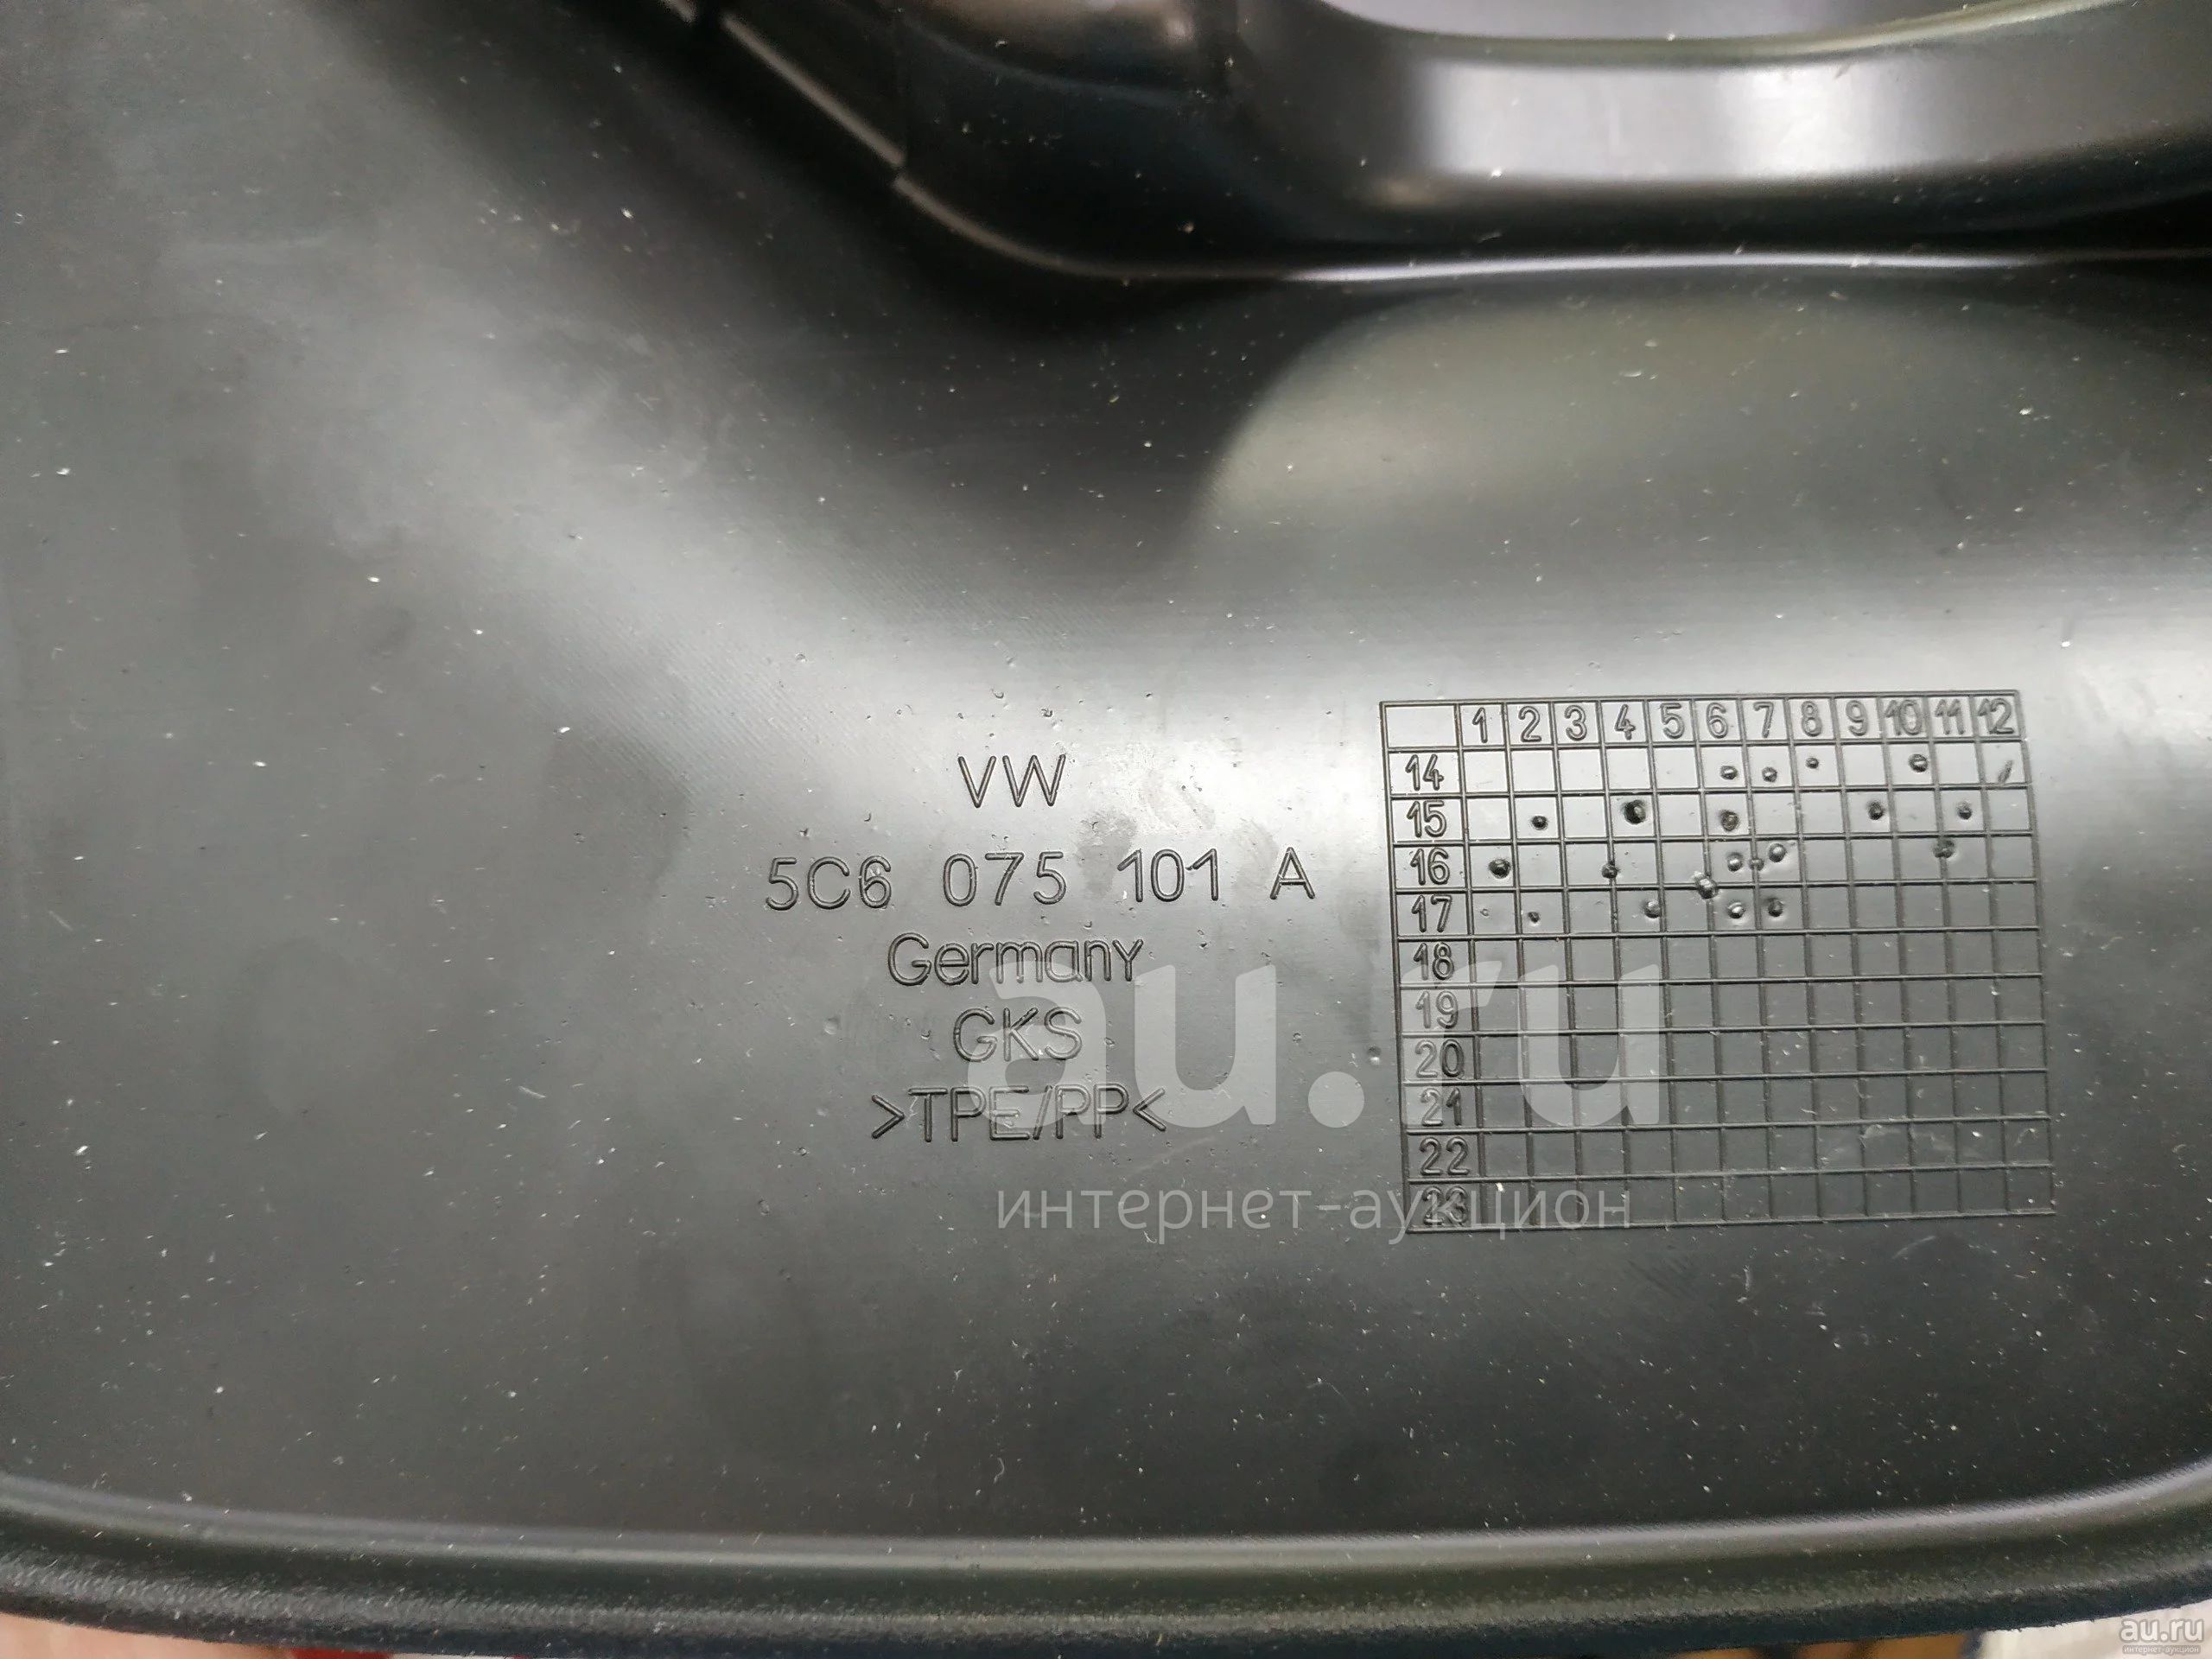 VW
5C6 075 101 A
Germany
GKS
>TPE/PP<
1 2 3 4 5 6 7 8 9 10 11 12
14
15
16
17
18
19
20
21
22
23
au.ru
интернет-аукцион
au.ru
интернет-аукцион